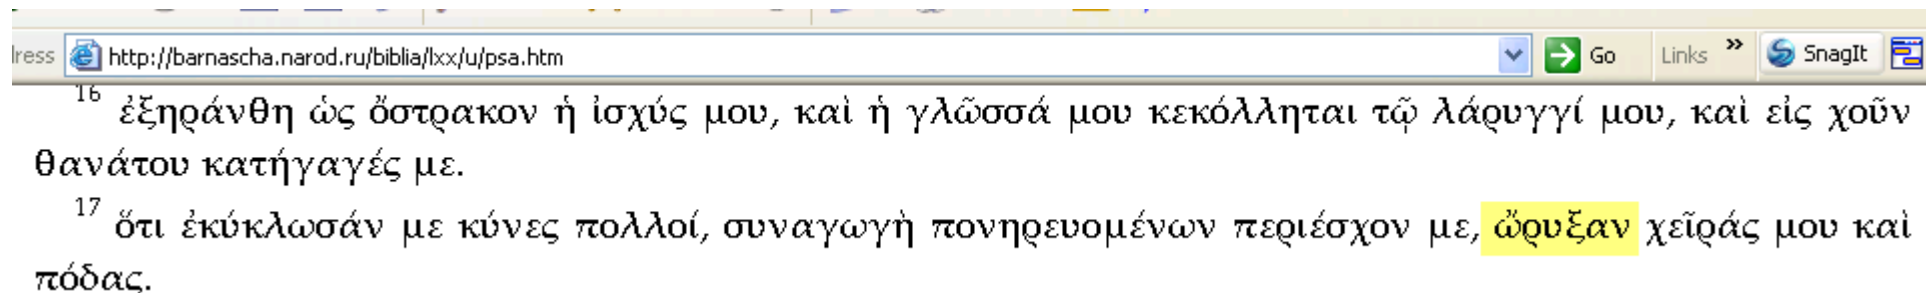 ress http://barnascha.narod.ru/biblia/lxx/u/psa.htm Go Links » SnagIt
16 ἐξηράνθη ὡς ὄστρακον ἡ ἰσχύς μου, καὶ ἡ γλῶσσά μου κεκόλληται τῷ λάρυγγί μου, καὶ εἰς χοῦν
θανάτου κατήγαγές με.
17 ὅτι ἐκύκλωσάν με κύνες πολλοί, συναγωγὴ πονηρευομένων περιέσχον με, ὤρυξαν χεῖράς μου καὶ
πόδας.